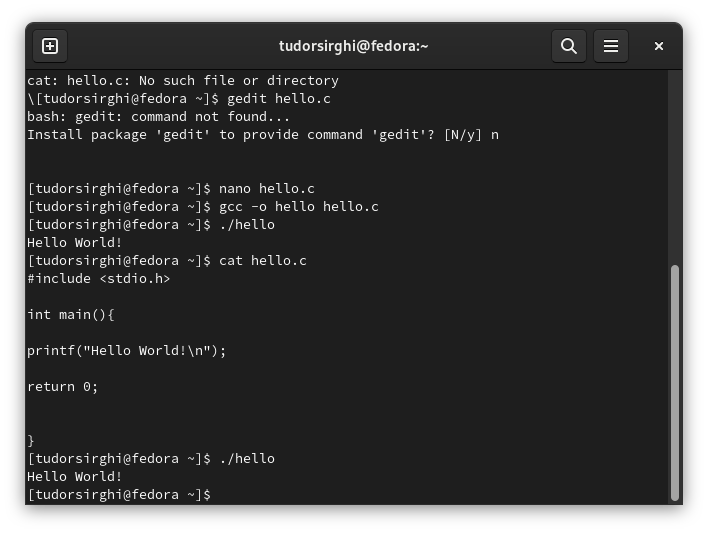 tudorsirghi@fedora:~
cat: hello.c: No such file or directory
\[tudorsirghi@fedora ~]$ gedit hello.c
bash: gedit: command not found...
Install package 'gedit' to provide command 'gedit'? [N/y] n
[tudorsirghi@fedora ~]$ nano hello.c
[tudorsirghi@fedora ~]$ gcc -o hello hello.c
[tudorsirghi@fedora ~]$ ./hello
Hello World!
[tudorsirghi@fedora ~]$ cat hello.c
#include <stdio.h>
int main(){
printf("Hello World!\n");
return 0;
}
[tudorsirghi@fedora ~]$ ./hello
Hello World!
[tudorsirghi@fedora ~]$